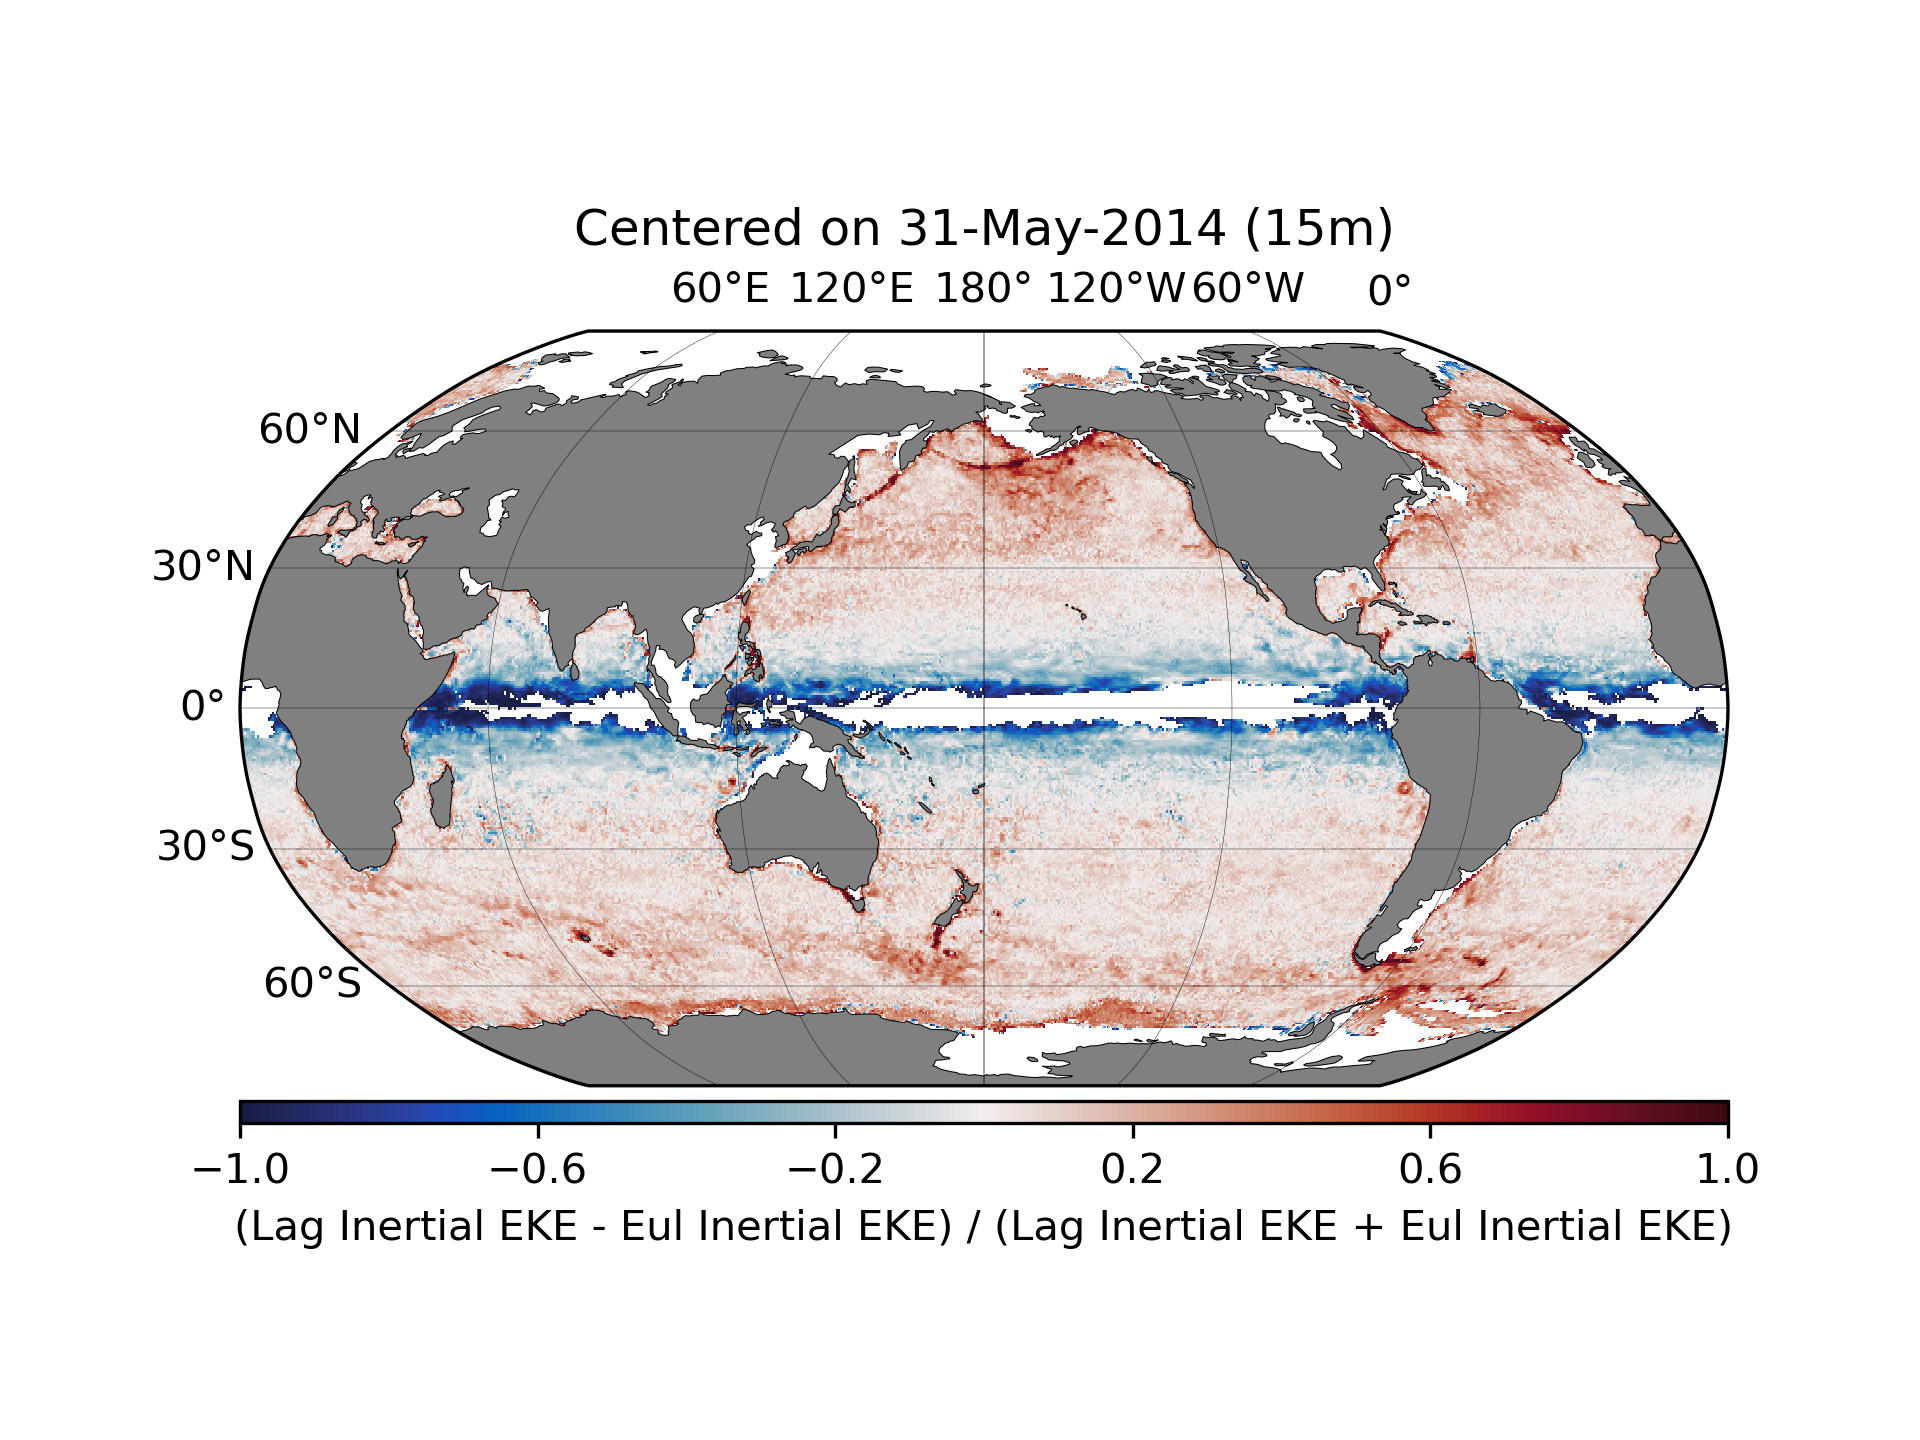 Centered on 31-May-2014 (15m)
60°E 120°E 180° 120°W 60°W 0°
60°N
30°N
0°
30°S
60°S
−1.0 −0.6 −0.2 0.2 0.6 1.0
(Lag Inertial EKE - Eul Inertial EKE) / (Lag Inertial EKE + Eul Inertial EKE)